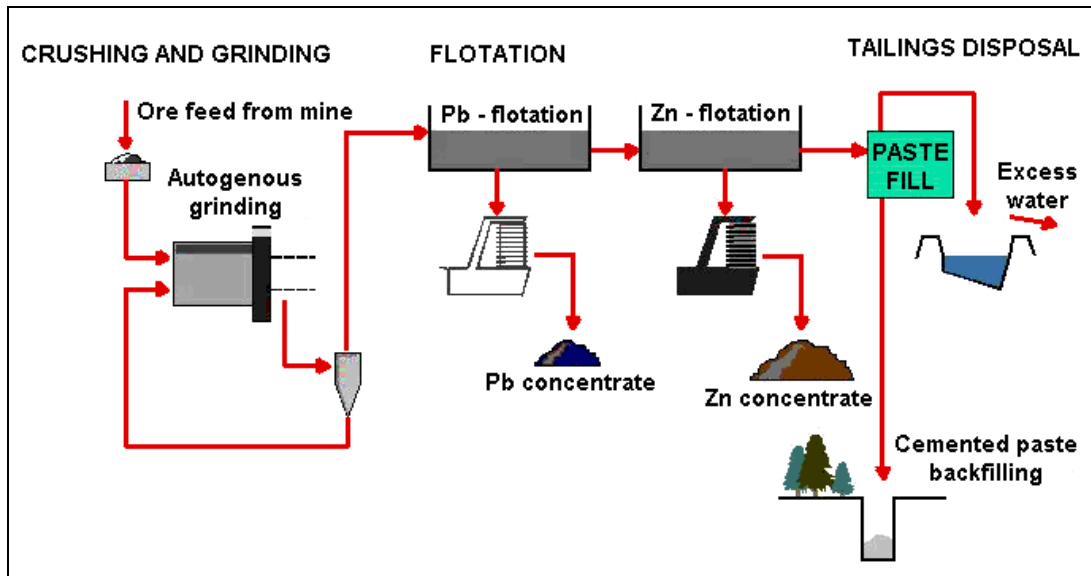 CRUSHING AND GRINDING
FLOTATION
TAILINGS DISPOSAL
Ore feed from mine
Pb - flotation
Zn - flotation
Autogenous
grinding
PASTE
FILL
Excess
water
Pb concentrate
Zn concentrate
Cemented paste
backfilling